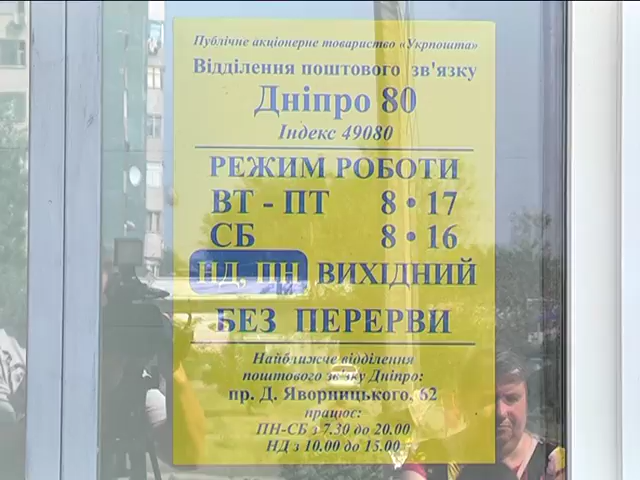 Публічне акціонерне товариство «Укрпошта»
Відділення поштового зв'язку
Дніпро 80
Індекс 49080
РЕЖИМ РОБОТИ
ВТ - ПТ 8 • 17
СБ 8 • 16
НД, ПН ВИХІДНИЙ
БЕЗ ПЕРЕРВИ
Найближче відділення
поштового зв'язку Дніпро:
пр. Д. Яворницького, 62
працює:
ПН-СБ з 7.30 до 20.00
НД з 10.00 до 15.00